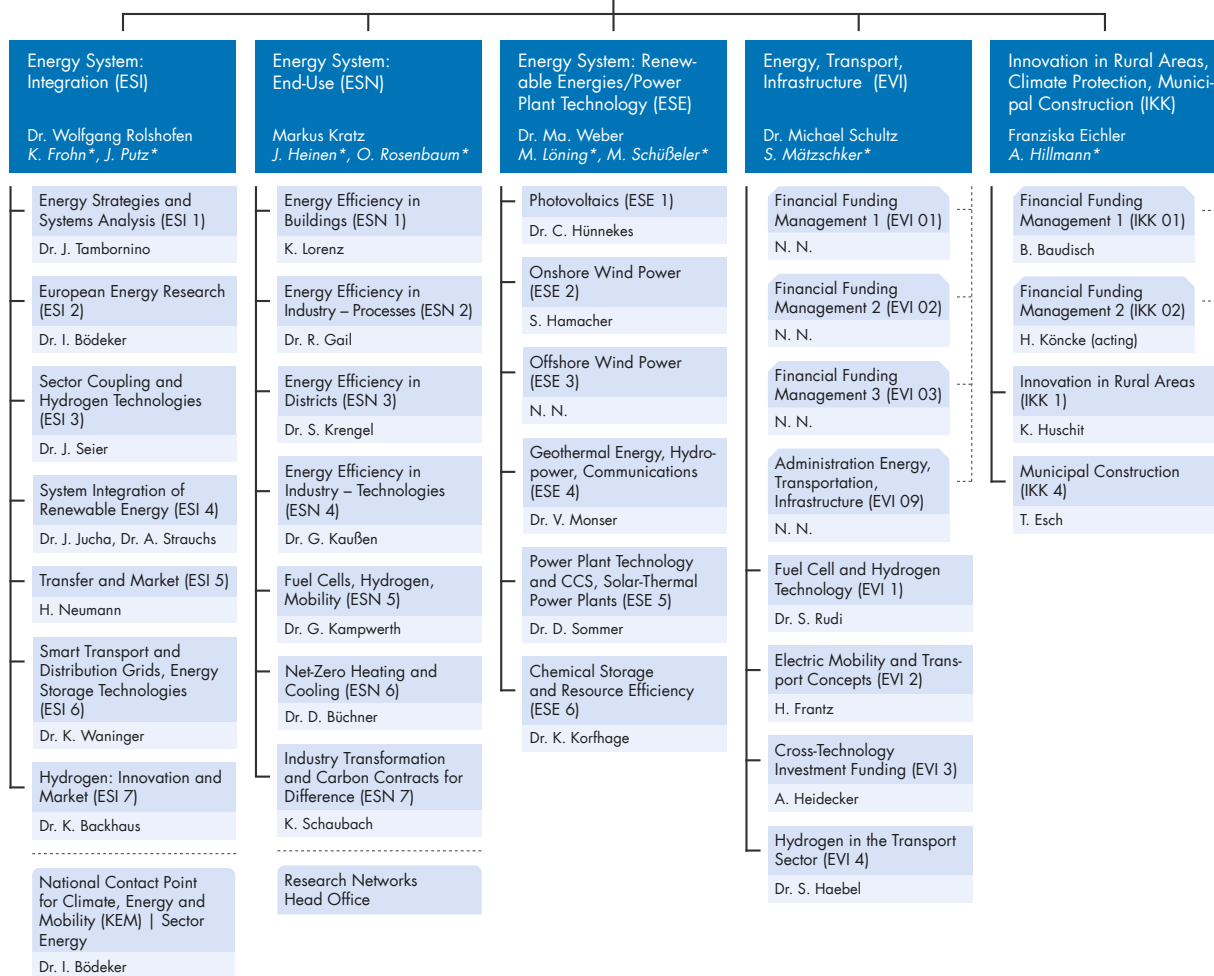 Energy System:
Integration (ESI)
Dr. Wolfgang Rolshofen
K. Frohn*, J. Putz*
Energy Strategies and
Systems Analysis (ESI 1)
Dr. J. Tambornino
European Energy Research
(ESI 2)
Dr. I. Bödeker
Sector Coupling and
Hydrogen Technologies
(ESI 3)
Dr. J. Seier
System Integration of
Renewable Energy (ESI 4)
Dr. J. Jucha, Dr. A. Strauchs
Transfer and Market (ESI 5)
H. Neumann
Smart Transport and
Distribution Grids, Energy
Storage Technologies
(ESI 6)
Dr. K. Waninger
Hydrogen: Innovation and
Market (ESI 7)
Dr. K. Backhaus
National Contact Point
for Climate, Energy and
Mobility (KEM) | Sector
Energy
Dr. I. Bödeker
Energy System:
End-Use (ESN)
Markus Kratz
J. Heinen*, O. Rosenbaum*
Energy Efficiency in
Buildings (ESN 1)
K. Lorenz
Energy Efficiency in
Industry – Processes (ESN 2)
Dr. R. Gail
Energy Efficiency in
Districts (ESN 3)
Dr. S. Krengel
Energy Efficiency in
Industry – Technologies
(ESN 4)
Dr. G. Kaußen
Fuel Cells, Hydrogen,
Mobility (ESN 5)
Dr. G. Kampwerth
Net-Zero Heating and
Cooling (ESN 6)
Dr. D. Büchner
Industry Transformation
and Carbon Contracts for
Difference (ESN 7)
K. Schaubach
Research Networks
Head Office
Energy System: Renew-
able Energies/Power
Plant Technology (ESE)
Dr. Ma. Weber
M. Löning*, M. Schüßeler*
Photovoltaics (ESE 1)
Dr. C. Hünnekes
Onshore Wind Power
(ESE 2)
S. Hamacher
Offshore Wind Power
(ESE 3)
N. N.
Geothermal Energy, Hydro-
power, Communications
(ESE 4)
Dr. V. Monser
Power Plant Technology
and CCS, Solar-Thermal
Power Plants (ESE 5)
Dr. D. Sommer
Chemical Storage
and Resource Efficiency
(ESE 6)
Dr. K. Korfhage
Energy, Transport,
Infrastructure (EVI)
Dr. Michael Schultz
S. Mätzschker*
Financial Funding
Management 1 (EVI 01)
N. N.
Financial Funding
Management 2 (EVI 02)
N. N.
Financial Funding
Management 3 (EVI 03)
N. N.
Administration Energy,
Transportation,
Infrastructure (EVI 09)
N. N.
Fuel Cell and Hydrogen
Technology (EVI 1)
Dr. S. Rudi
Electric Mobility and Trans-
port Concepts (EVI 2)
H. Frantz
Cross-Technology
Investment Funding (EVI 3)
A. Heidecker
Hydrogen in the Transport
Sector (EVI 4)
Dr. S. Haebel
Innovation in Rural Areas,
Climate Protection, Munici-
pal Construction (IKK)
Franziska Eichler
A. Hillmann*
Financial Funding
Management 1 (IKK 01)
B. Baudisch
Financial Funding
Management 2 (IKK 02)
H. Köncke (acting)
Innovation in Rural Areas
(IKK 1)
K. Huschit
Municipal Construction
(IKK 4)
T. Esch